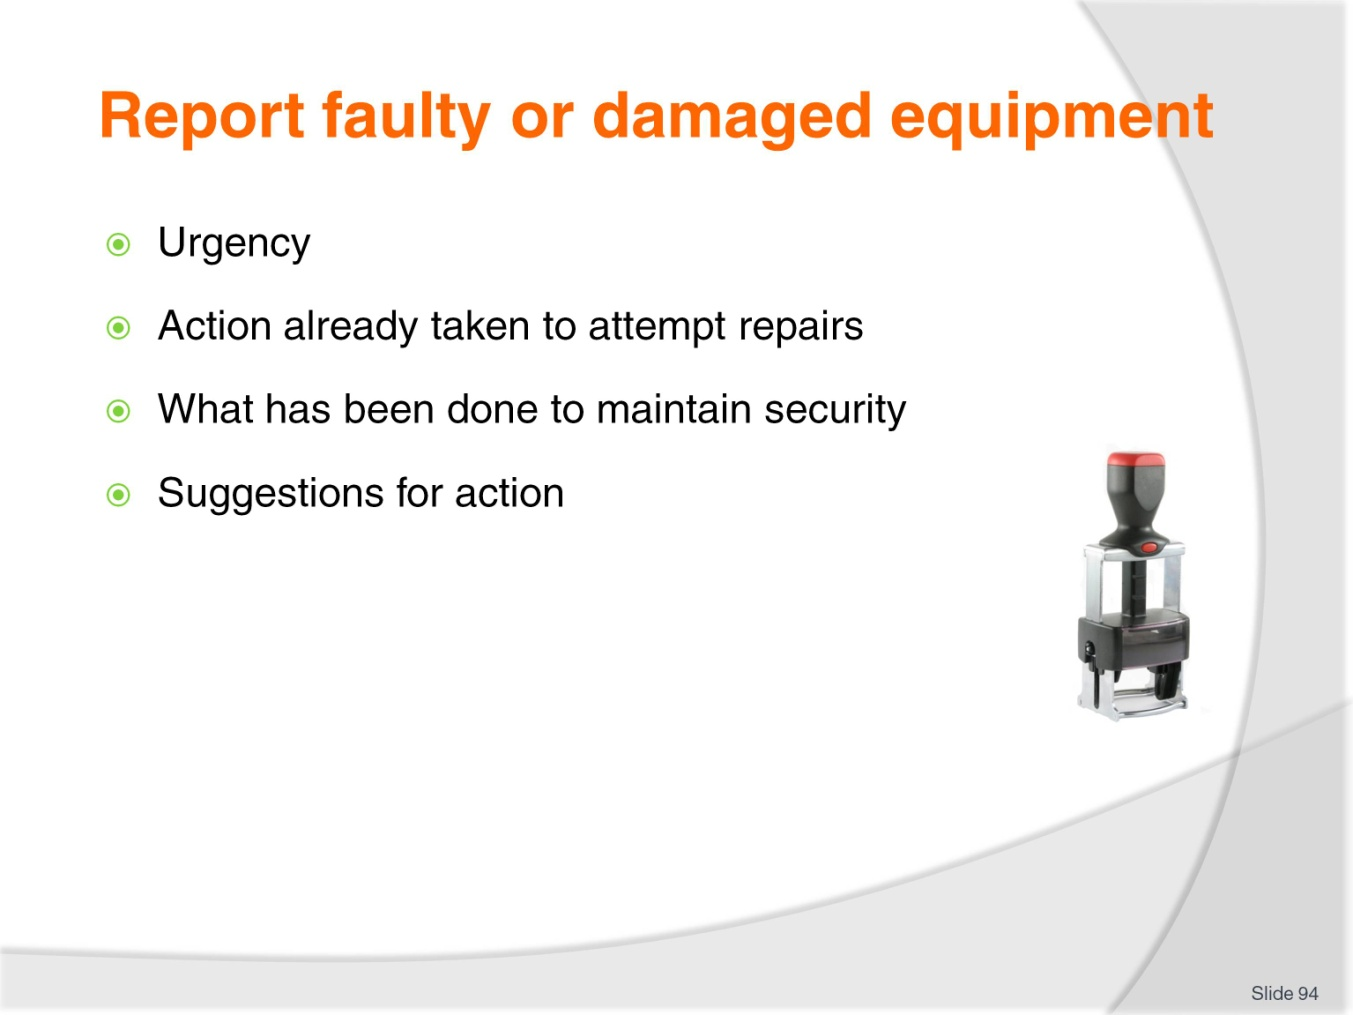 Report faulty or damaged equipment
Urgency
Action already taken to attempt repairs
What has been done to maintain security
Suggestions for action
Slide 94